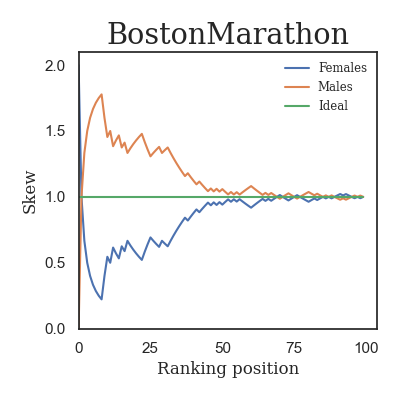 BostonMarathon
2.0
1.5
1.0
0.5
0.0
Skew
Females
Males
Ideal
0 25 50 75 100
Ranking position